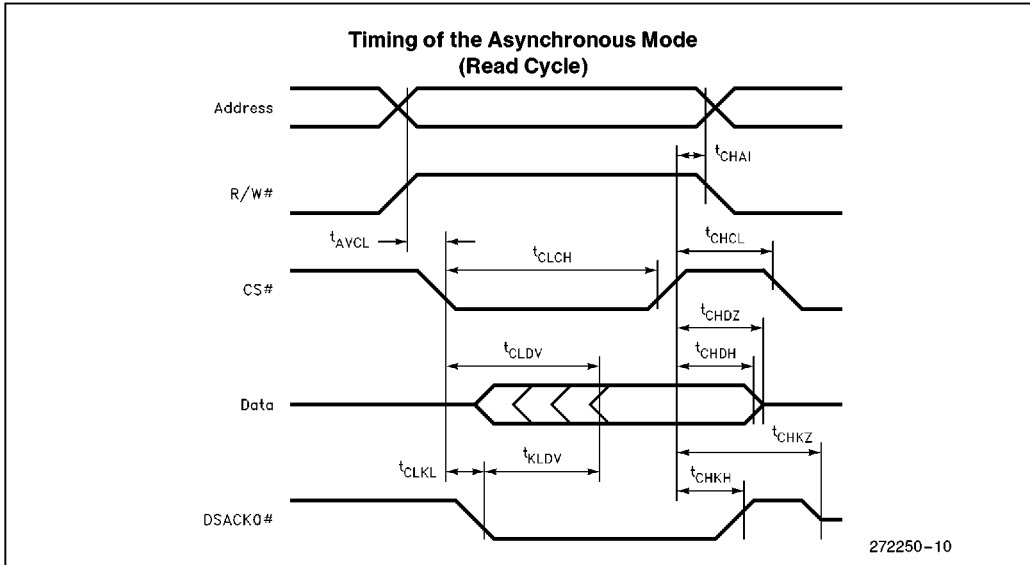 Timing of the Asynchronous Mode
(Read Cycle)
Address
tCHAI
R/W#
tAVCL
tCHCL
tCLCH
CS#
tCHDZ
tCLDV
tCHDH
Data
tCHKZ
tCLKL
tKLDV
tCHKH
DSACK0#
272250-10